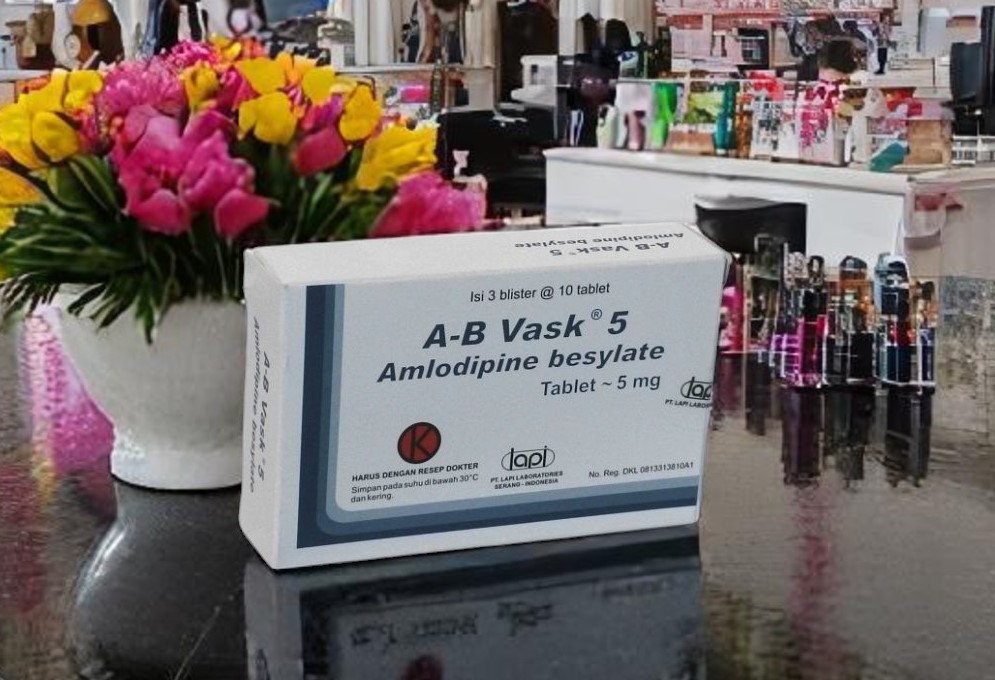 A-B Vask® 5
Amlodipine besylate
Isi 3 blister @ 10 tablet
A-B Vask® 5
Amlodipine besylate
Tablet ~ 5 mg
lap
PT. LAPI LABOR
K
HARUS DENGAN RESEP DOKTER
Simpan pada suhu di bawah 30°C
dan kering.
lapi
PT. LAPI LABORATORIES
SERANG - INDONESIA
No. Reg. DKL 0813313810A1
A-B Vask® 5
Amlodipine besylate